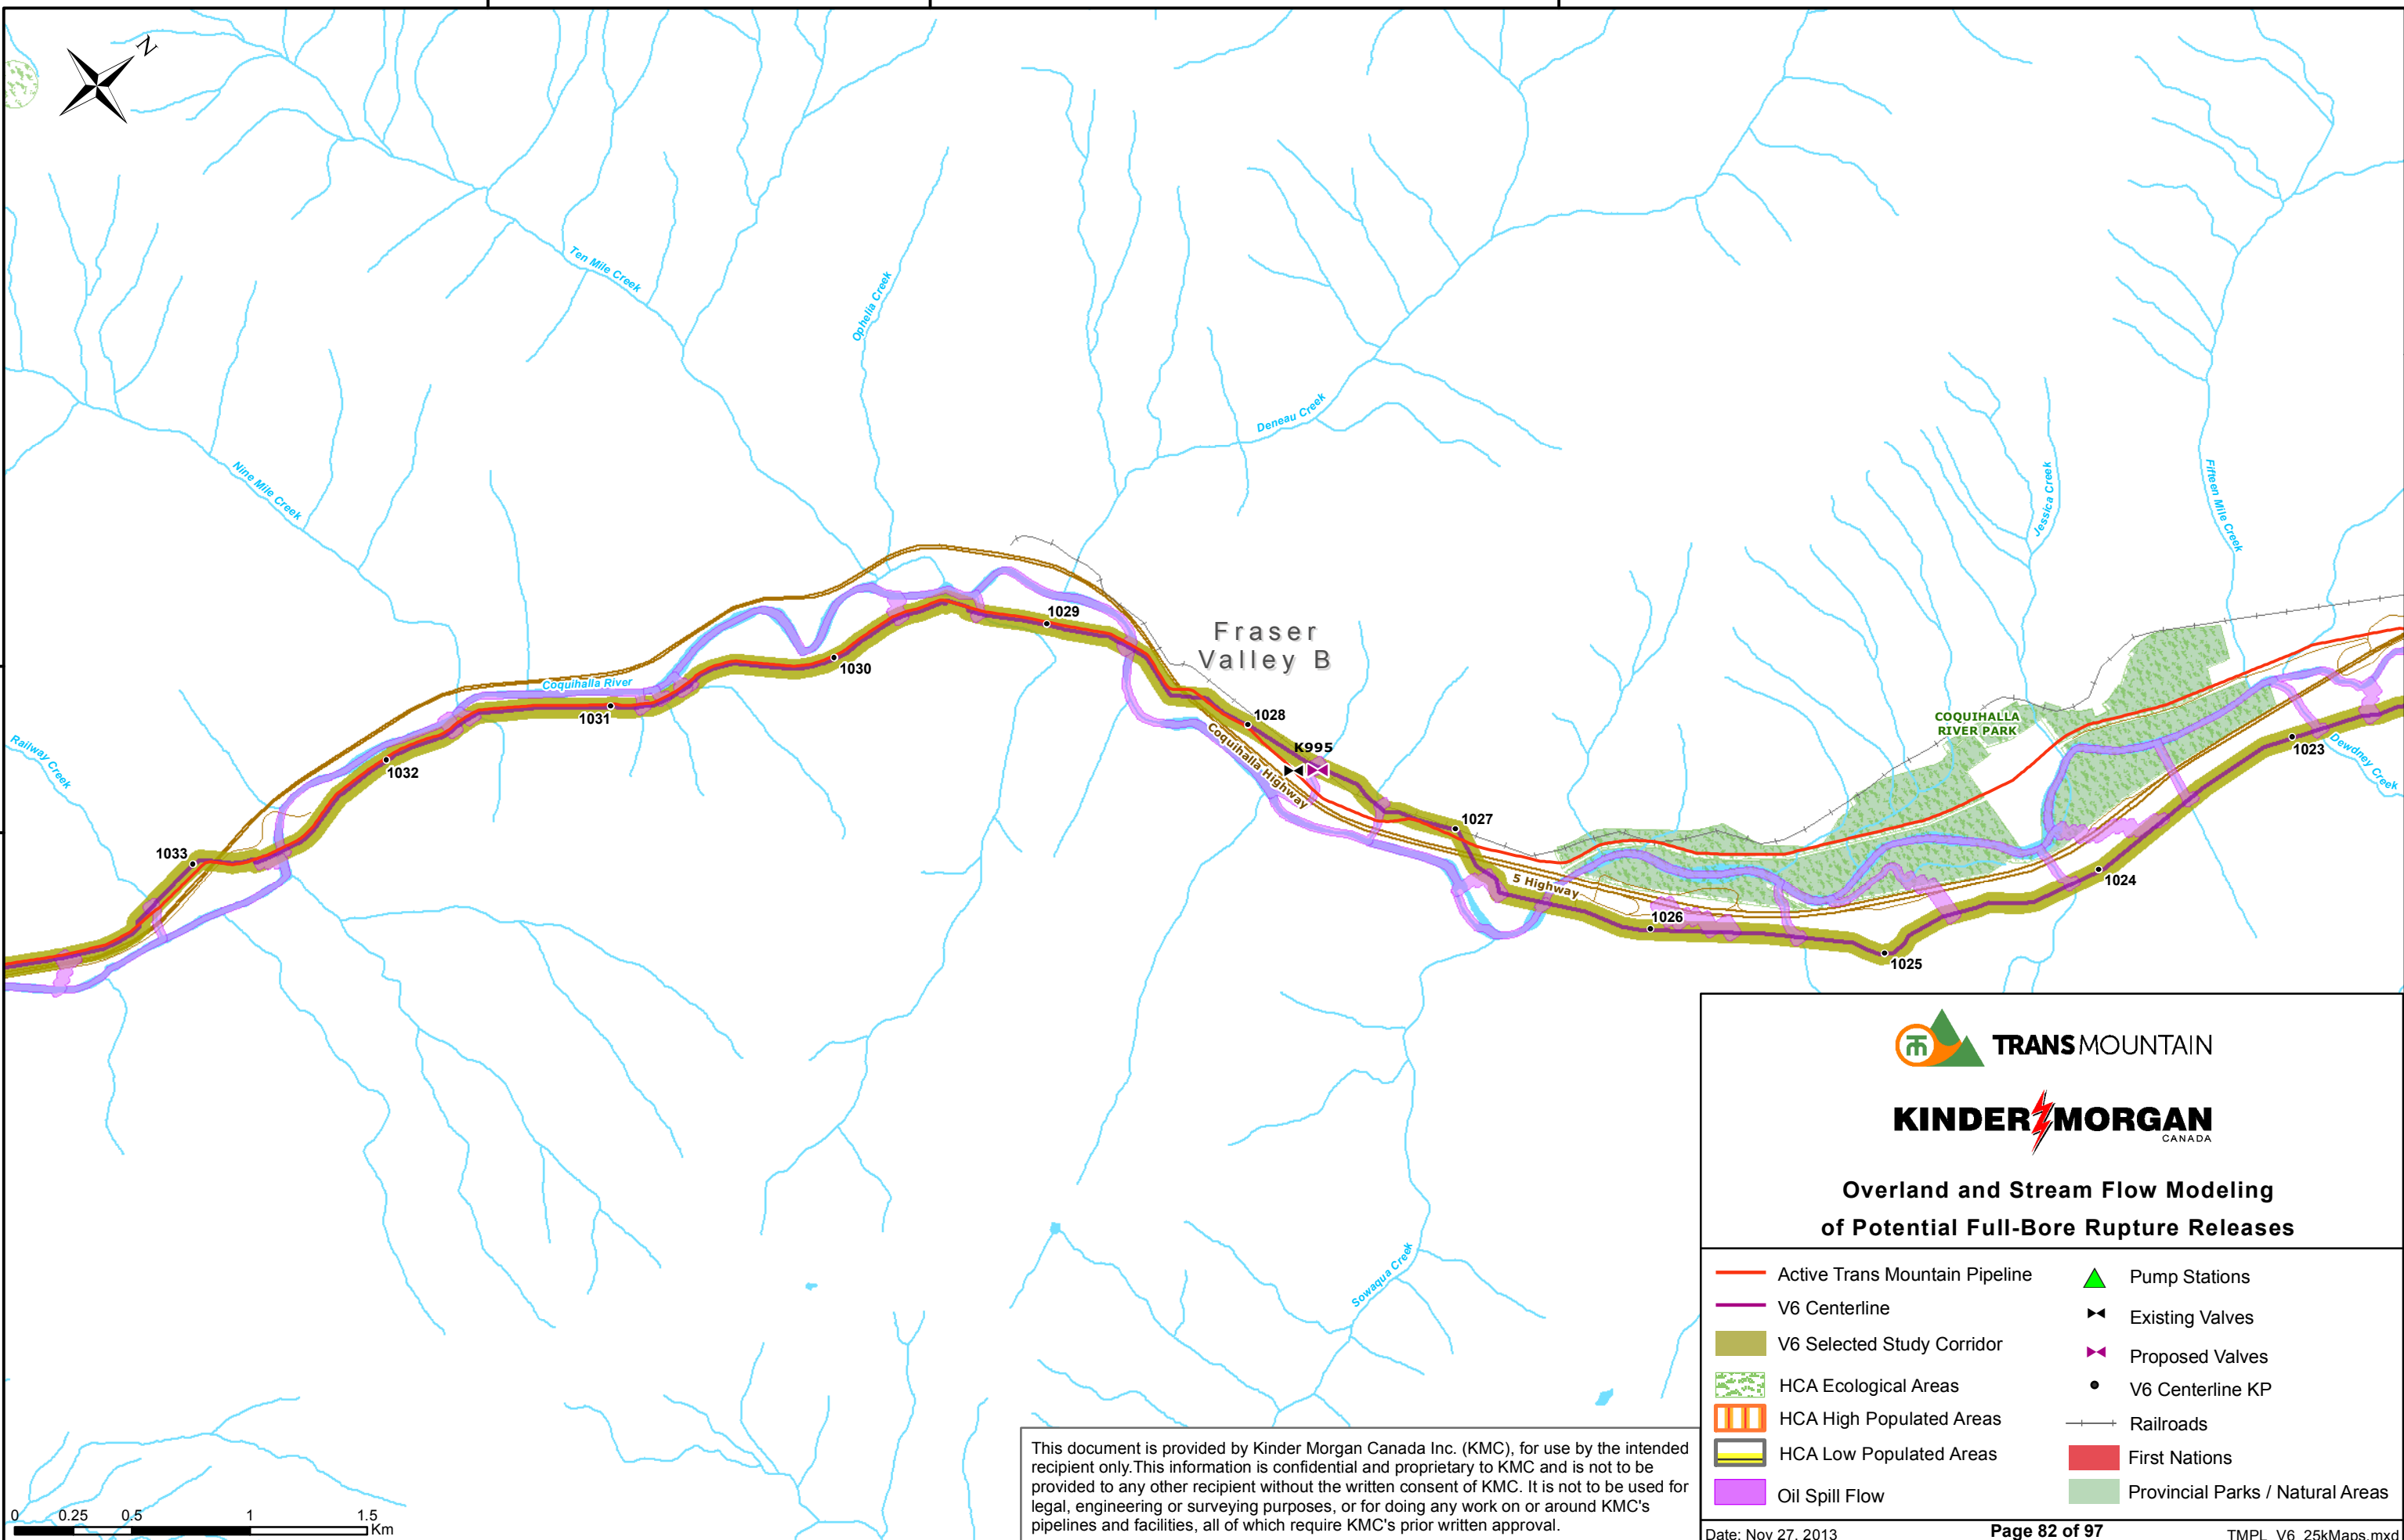 N
Ten Mile Creek
Ophelia Creek
Deneau Creek
Nine Mile Creek
Jessica Creek
Fifteen Mile Creek
Fraser
Valley B
Coquihalla River
Railway Creek
1029
1030
1031
1032
1033
1028
K995
Coquihalla Highway
1027
5 Highway
1026
1025
1024
1023
COQUIHALLA
RIVER PARK
Dewdney Creek
Sowaqua Creek
TRANSMOUNTAIN
KINDER MORGAN
CANADA
Overland and Stream Flow Modeling
of Potential Full-Bore Rupture Releases
Active Trans Mountain Pipeline
V6 Centerline
V6 Selected Study Corridor
HCA Ecological Areas
HCA High Populated Areas
HCA Low Populated Areas
Oil Spill Flow
Pump Stations
Existing Valves
Proposed Valves
V6 Centerline KP
Railroads
First Nations
Provincial Parks / Natural Areas
This document is provided by Kinder Morgan Canada Inc. (KMC), for use by the intended
recipient only.This information is confidential and proprietary to KMC and is not to be
provided to any other recipient without the written consent of KMC. It is not to be used for
legal, engineering or surveying purposes, or for doing any work on or around KMC's
pipelines and facilities, all of which require KMC's prior written approval.
0 0.25 0.5 1 1.5
Km
Date: Nov 27, 2013 Page 82 of 97 TMPL_V6_25kMaps.mxd